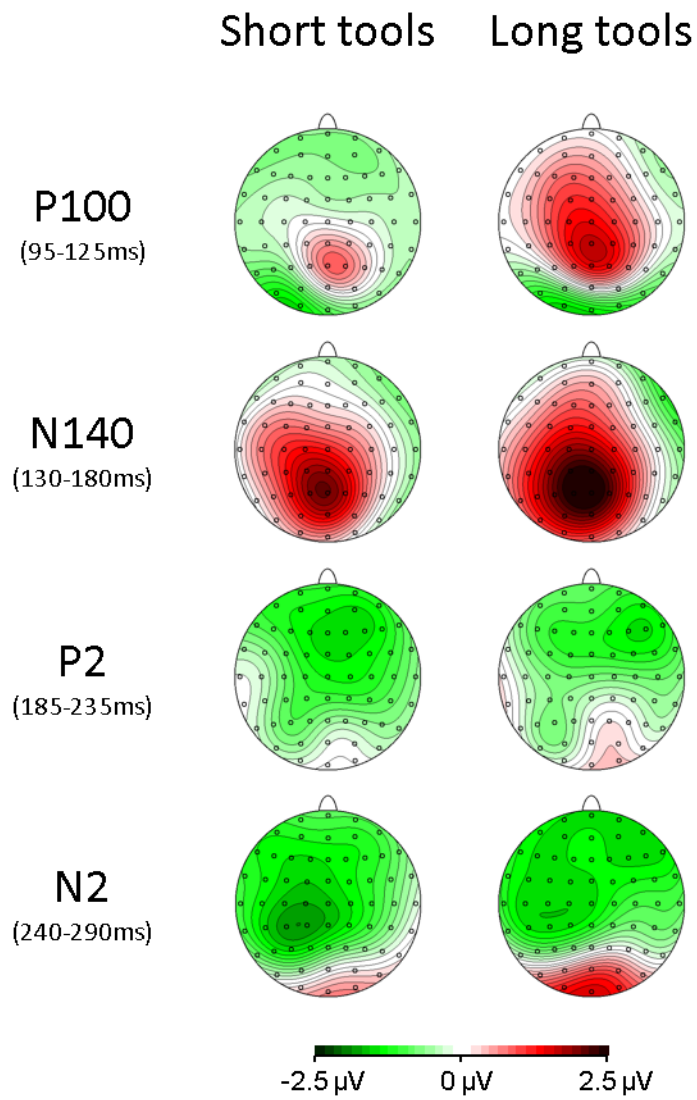 Short tools Long tools
P100
(95-125ms)
N140
(130-180ms)
P2
(185-235ms)
N2
(240-290ms)
-2.5 µV 0 µV 2.5 µV